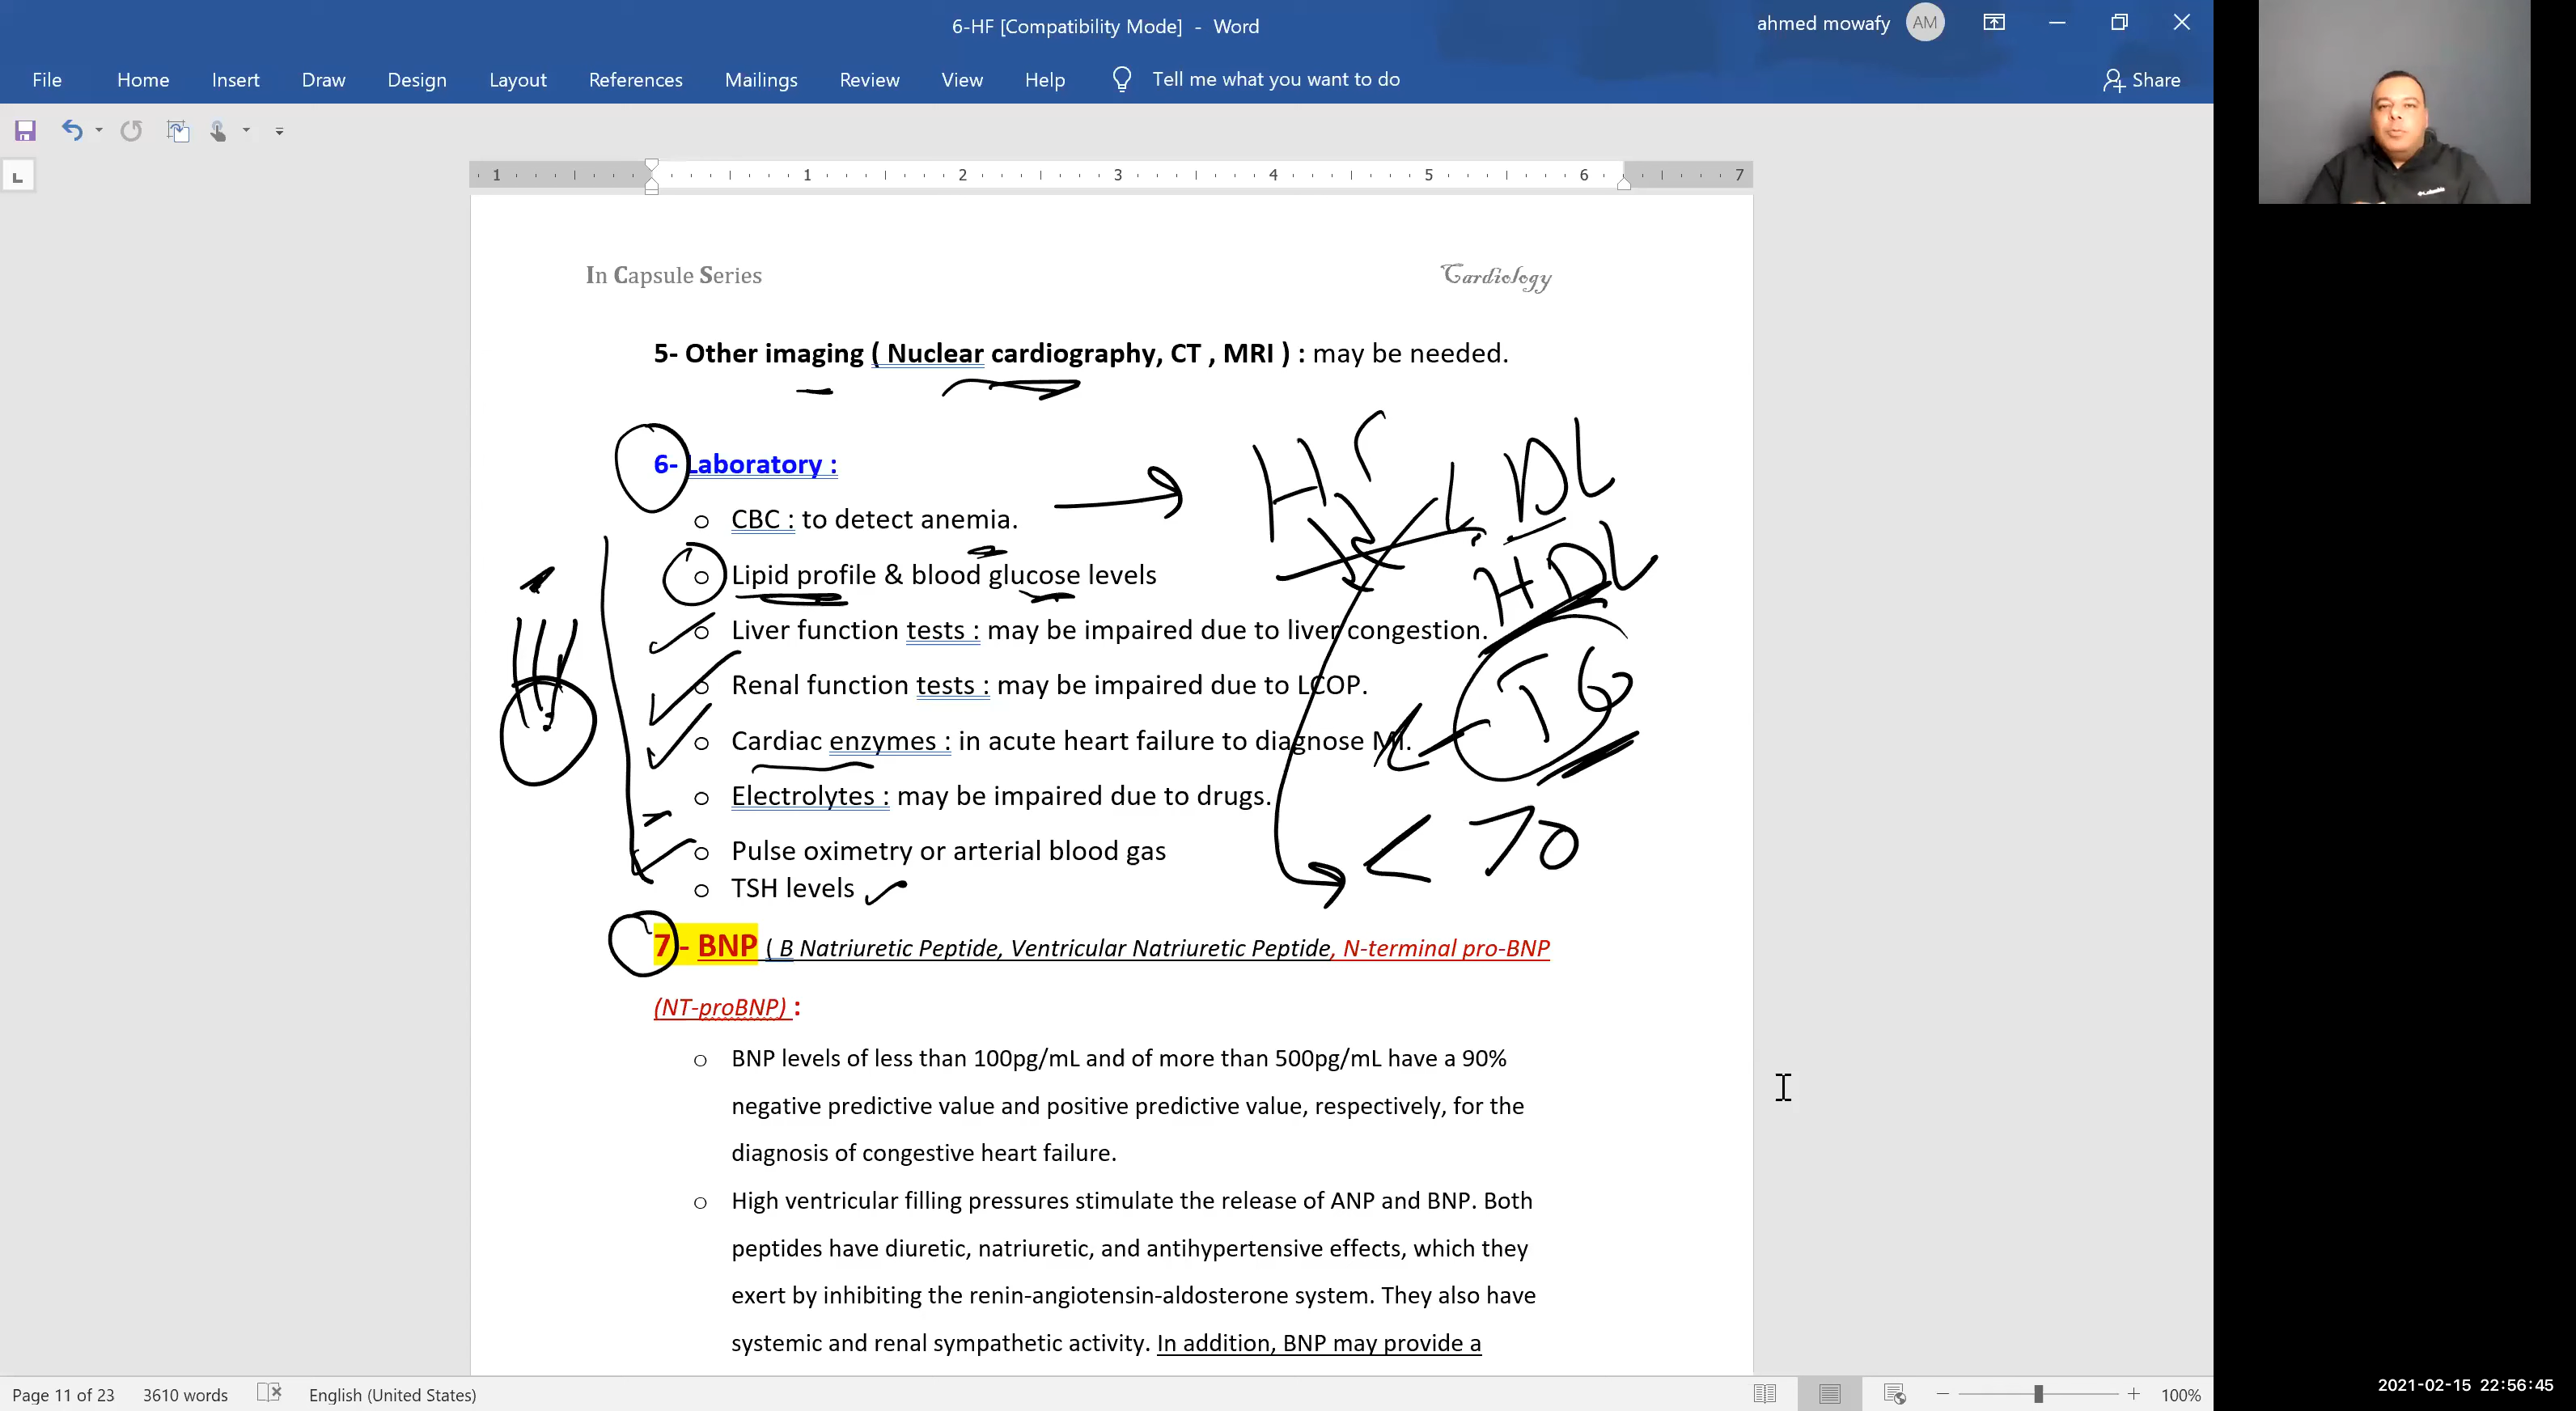 6-HF [Compatibility Mode] - Word
ahmed mowafy AM
File Home Insert Draw Design Layout References Mailings Review View Help Tell me what you want to do Share
1 1 2 3 4 5 6 7
In Capsule Series Cardiology
5- Other imaging ( Nuclear cardiography, CT , MRI ) : may be needed.
6- Laboratory :
LDL
CBC : to detect anemia.
HDL
Lipid profile & blood glucose levels
Liver function tests : may be impaired due to liver congestion.
TG
Renal function tests : may be impaired due to LCOP.
Cardiac enzymes : in acute heart failure to diagnose MI.
Electrolytes : may be impaired due to drugs.
< 70
Pulse oximetry or arterial blood gas
TSH levels
7- BNP ( B Natriuretic Peptide, Ventricular Natriuretic Peptide, N-terminal pro-BNP
(NT-proBNP) :
BNP levels of less than 100pg/mL and of more than 500pg/mL have a 90%
negative predictive value and positive predictive value, respectively, for the
diagnosis of congestive heart failure.
High ventricular filling pressures stimulate the release of ANP and BNP. Both
peptides have diuretic, natriuretic, and antihypertensive effects, which they
exert by inhibiting the renin-angiotensin-aldosterone system. They also have
systemic and renal sympathetic activity. In addition, BNP may provide a
Page 11 of 23 3610 words English (United States) 100%
2021-02-15 22:56:45